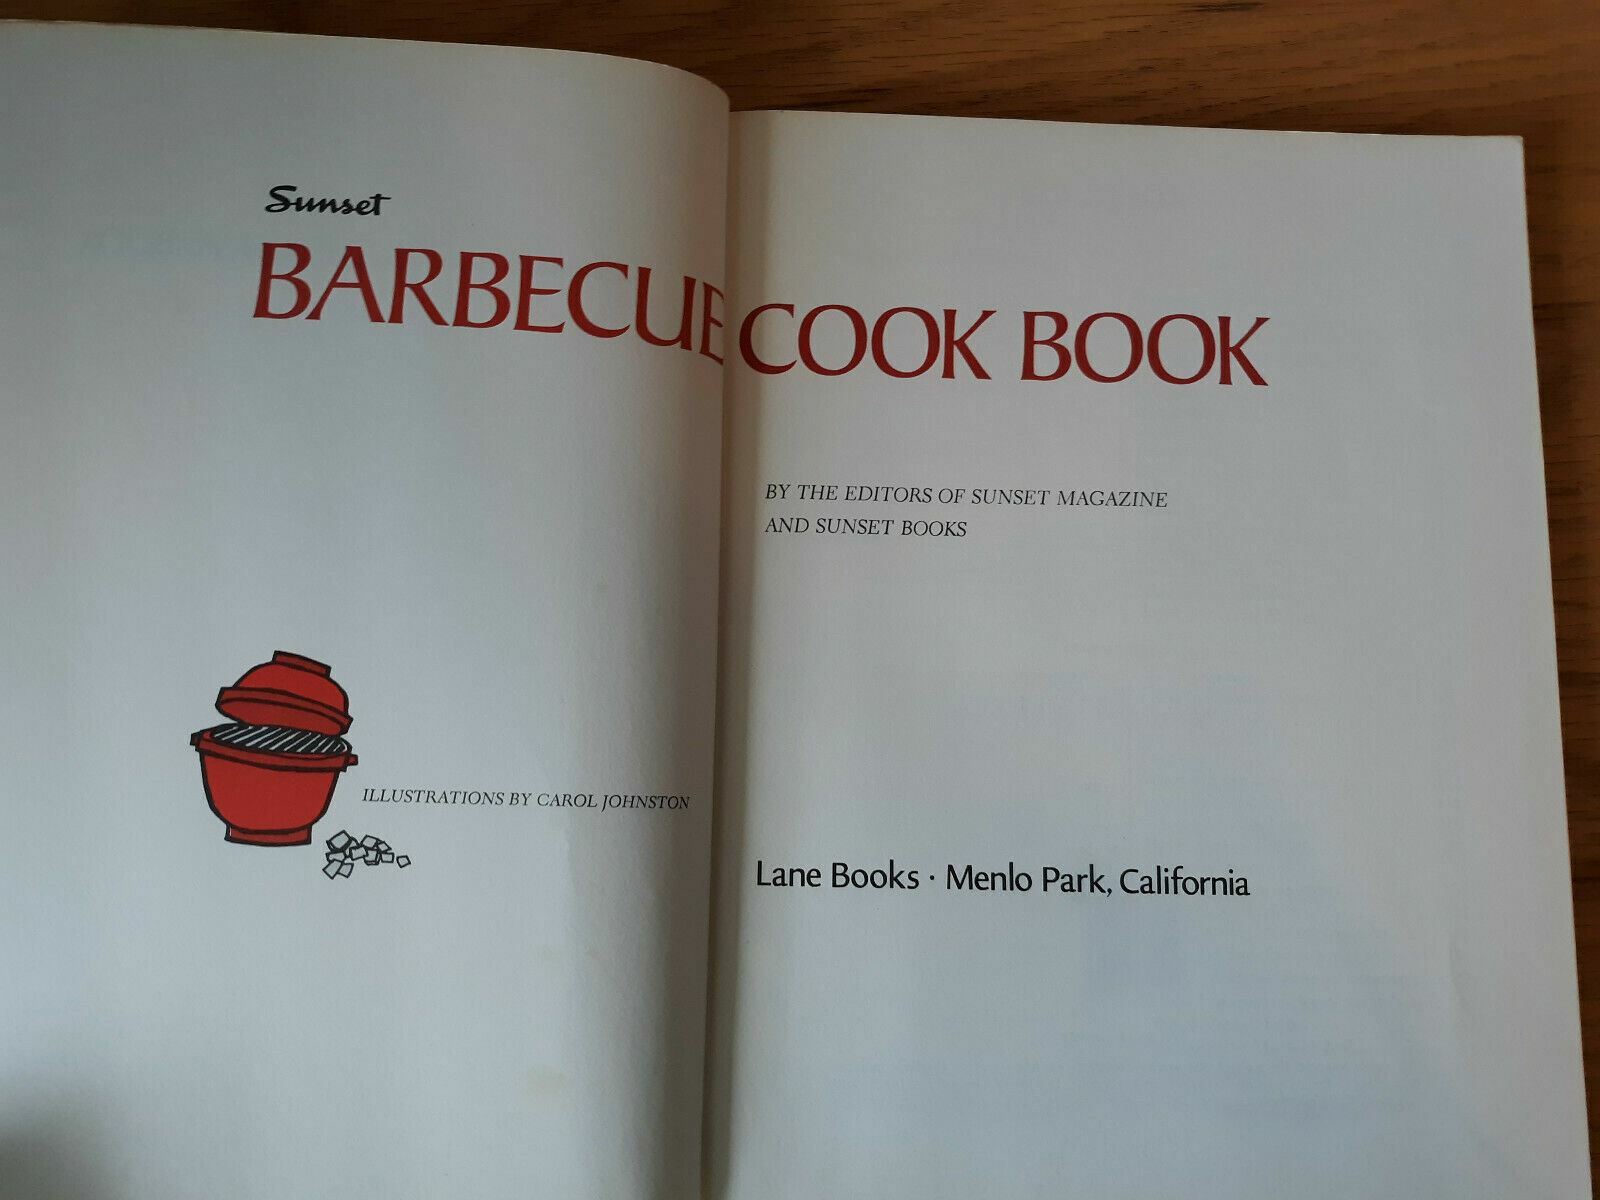 Sunset
BARBECUE COOK BOOK
BY THE EDITORS OF SUNSET MAGAZINE
AND SUNSET BOOKS
ILLUSTRATIONS BY CAROL JOHNSTON
Lane Books · Menlo Park, California